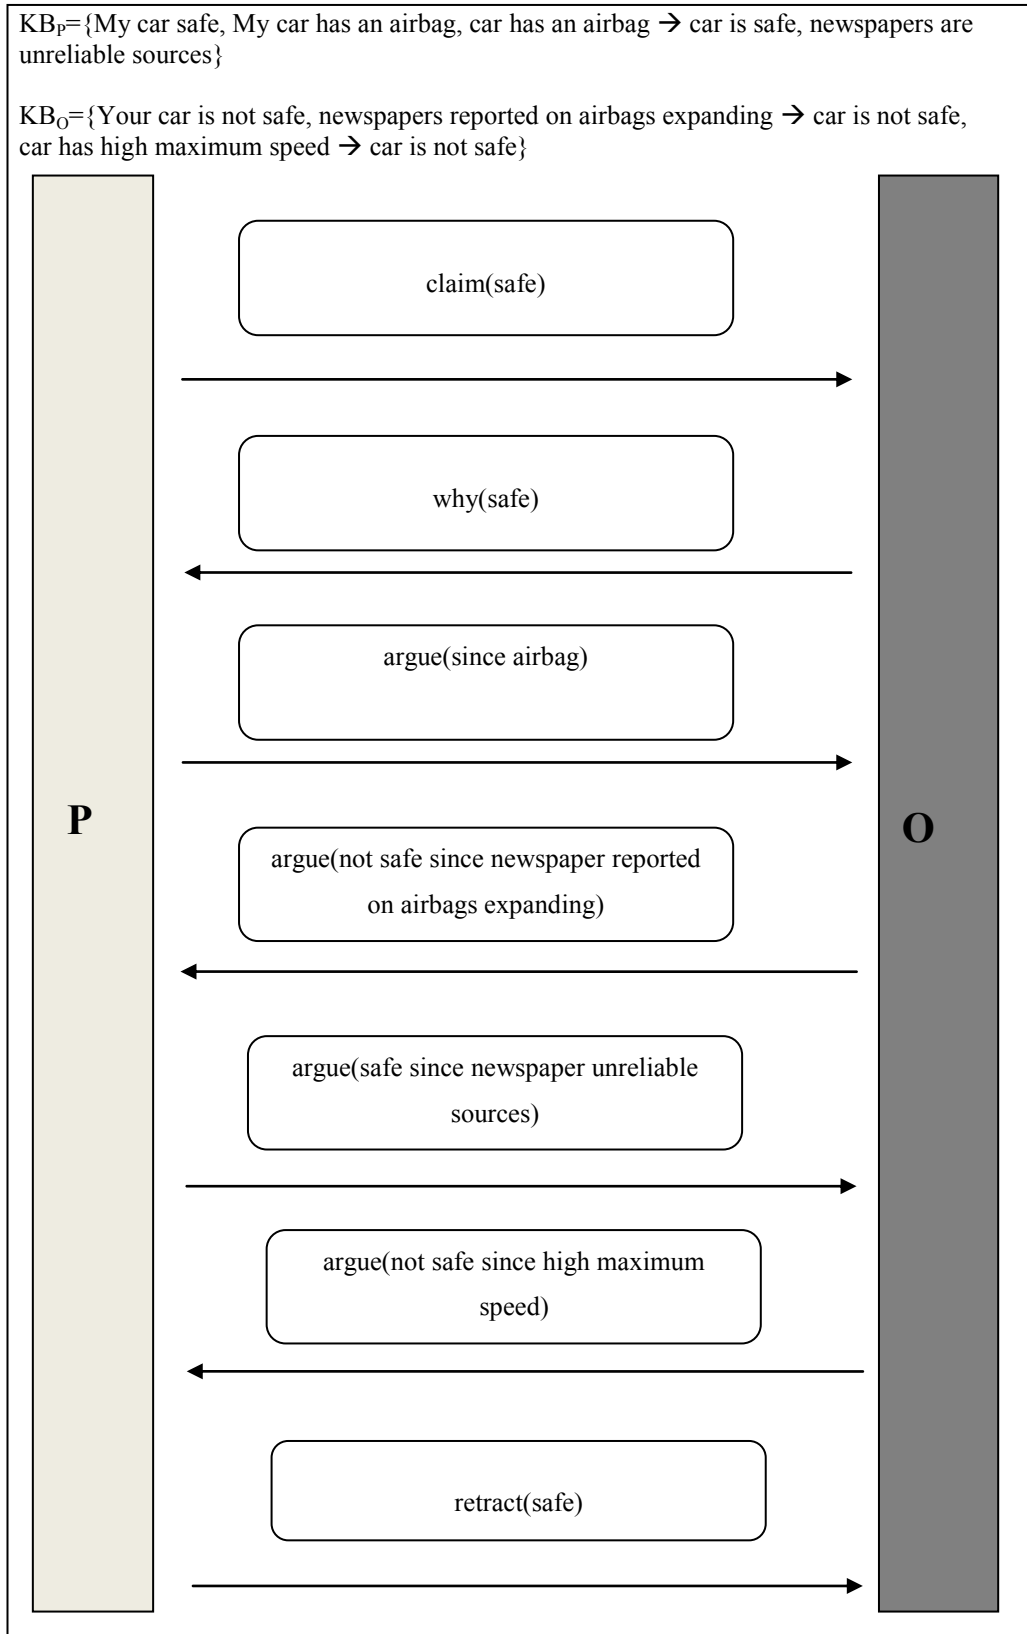 KBP={My car safe, My car has an airbag, car has an airbag → car is safe, newspapers are
unreliable sources}
KBO={Your car is not safe, newspapers reported on airbags expanding → car is not safe,
car has high maximum speed → car is not safe}
claim(safe)
why(safe)
argue(since airbag)
P
O
argue(not safe since newspaper reported
on airbags expanding)
argue(safe since newspaper unreliable
sources)
argue(not safe since high maximum
speed)
retract(safe)